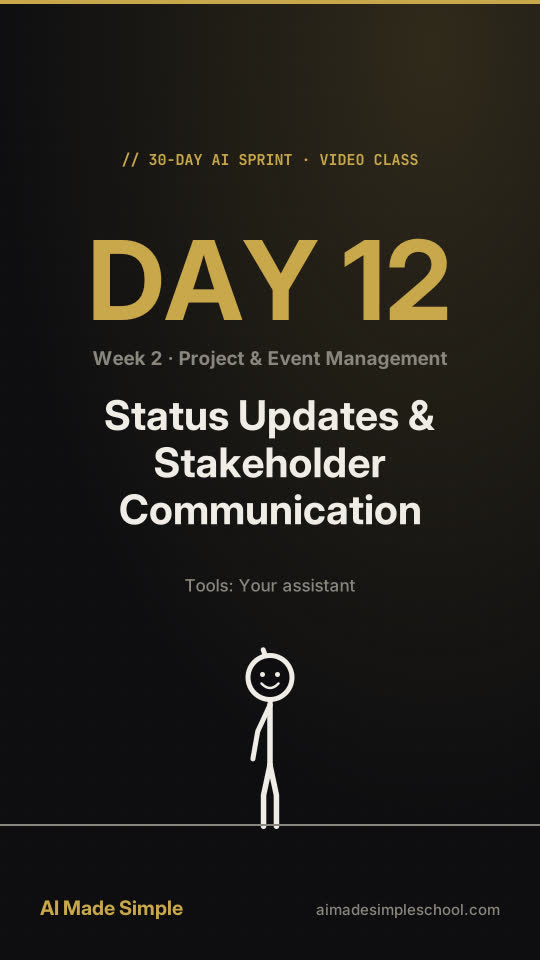 // 30-DAY AI SPRINT · VIDEO CLASS
DAY 12
Week 2 · Project & Event Management
Status Updates &
Stakeholder
Communication
Tools: Your assistant
AI Made Simple
aimadesimpleschool.com